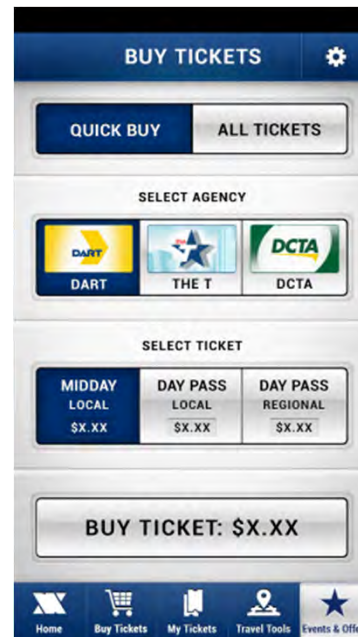 BUY TICKETS
QUICK BUY ALL TICKETS
SELECT AGENCY
DART DCTA
DART THE T DCTA
SELECT TICKET
MIDDAY DAY PASS DAY PASS
LOCAL LOCAL REGIONAL
$X.XX $X.XX $X.XX
BUY TICKET: $X.XX
Home Buy Tickets My Tickets Travel Tools Events & Offe